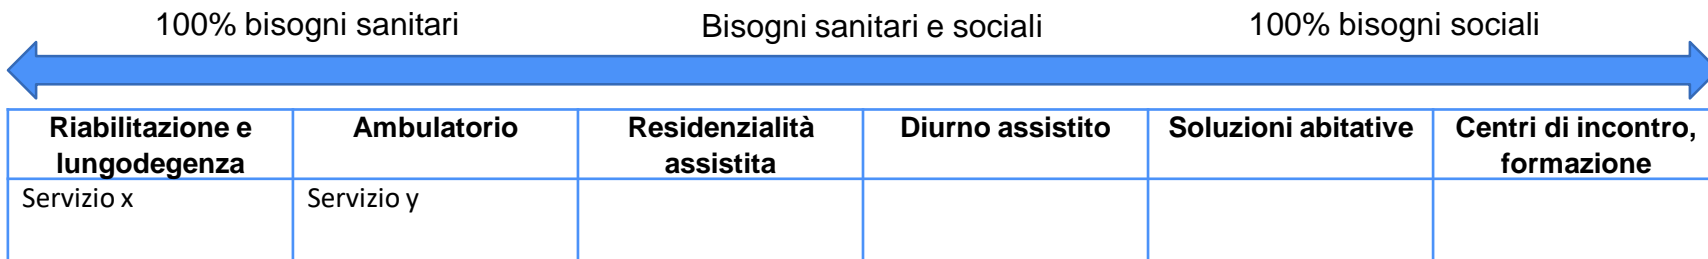 100% bisogni sanitari
Bisogni sanitari e sociali
100% bisogni sociali
Riabilitazione e
lungodegenza
Ambulatorio
Residenzialità
assistita
Diurno assistito
Soluzioni abitative
Centri di incontro,
formazione
Servizio x
Servizio y